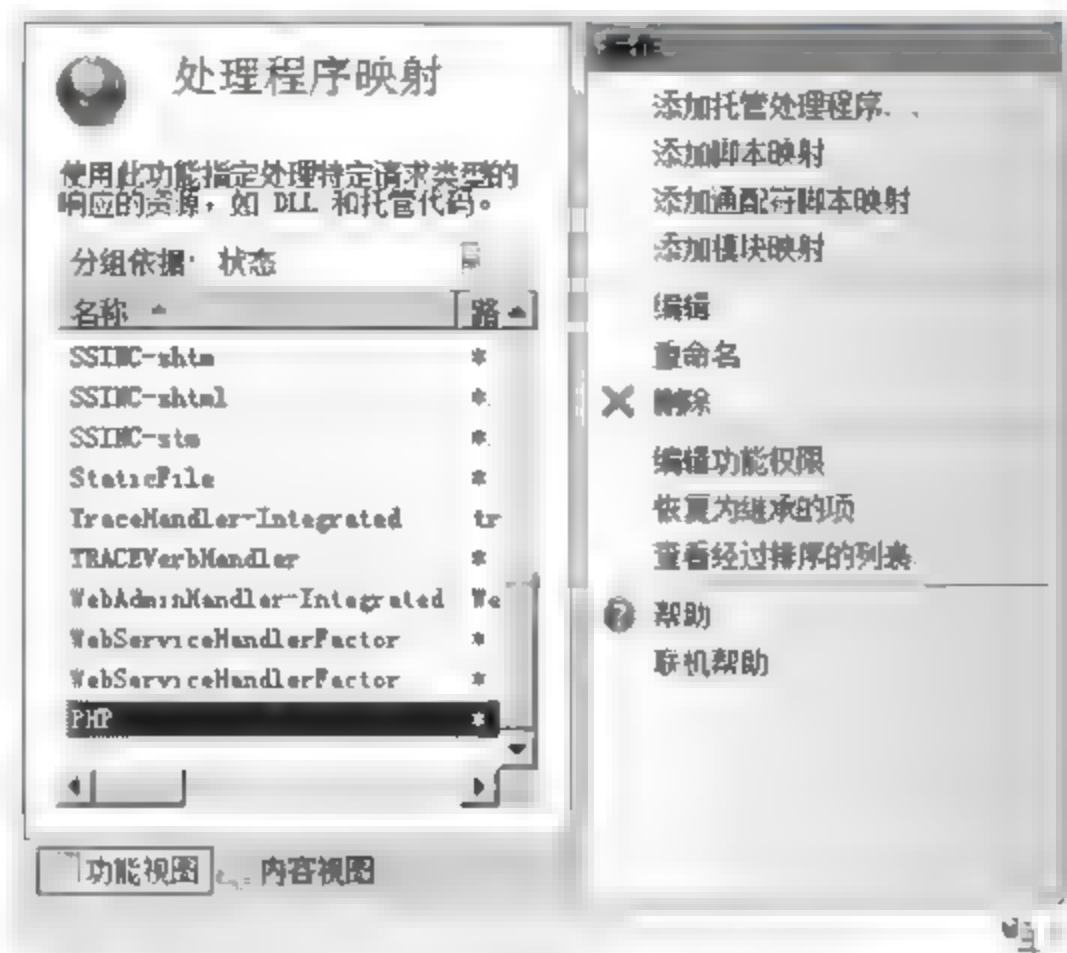 处理程序映射
使用此功能指定处理特定请求类型的
响应的资源，如 DLL 和托管代码。
分组依据: 状态
名称 路
SSINC-shtm *
SSINC-shtml *.
SSINC-stm *.
StaticFile *
TraceHandler-Integrated tr
TRACEVerbHandler *
WebAdminHandler-Integrated We
WebServiceHandlerFactor *
WebServiceHandlerFactor *
PHP *
功能视图 内容视图
操作
添加托管处理程序...
添加脚本映射
添加通配符脚本映射
添加模块映射
编辑
重命名
删除
编辑功能权限
恢复为继承的项
查看经过排序的列表
帮助
联机帮助